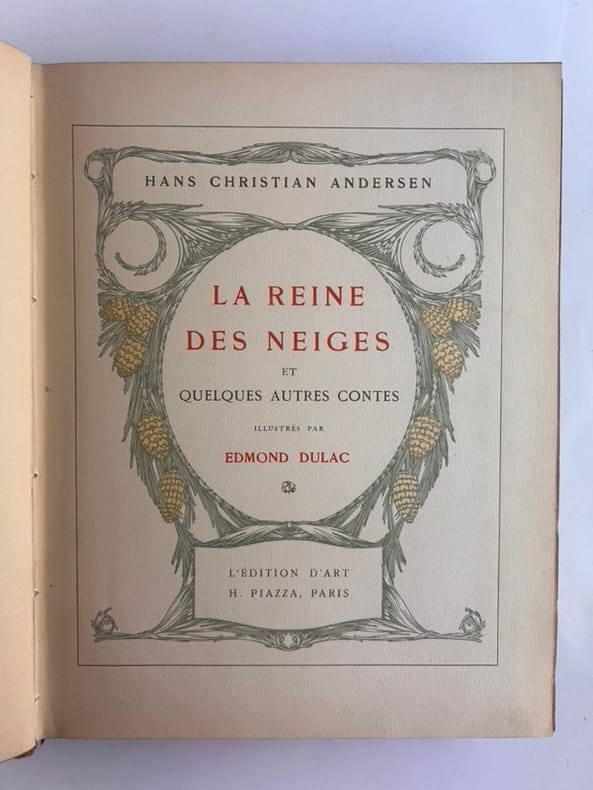 HANS CHRISTIAN ANDERSEN
LA REINE
DES NEIGES
ET
QUELQUES AUTRES CONTES
ILLUSTRÉS PAR
EDMOND DULAC
L'ÉDITION D'ART
H. PIAZZA, PARIS